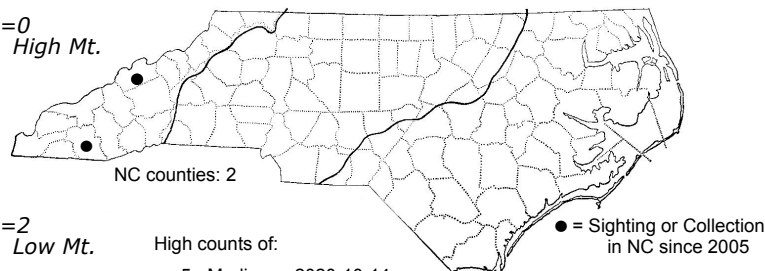 =0
High Mt.
NC counties: 2
=2
Low Mt.
High counts of:
● = Sighting or Collection
in NC since 2005